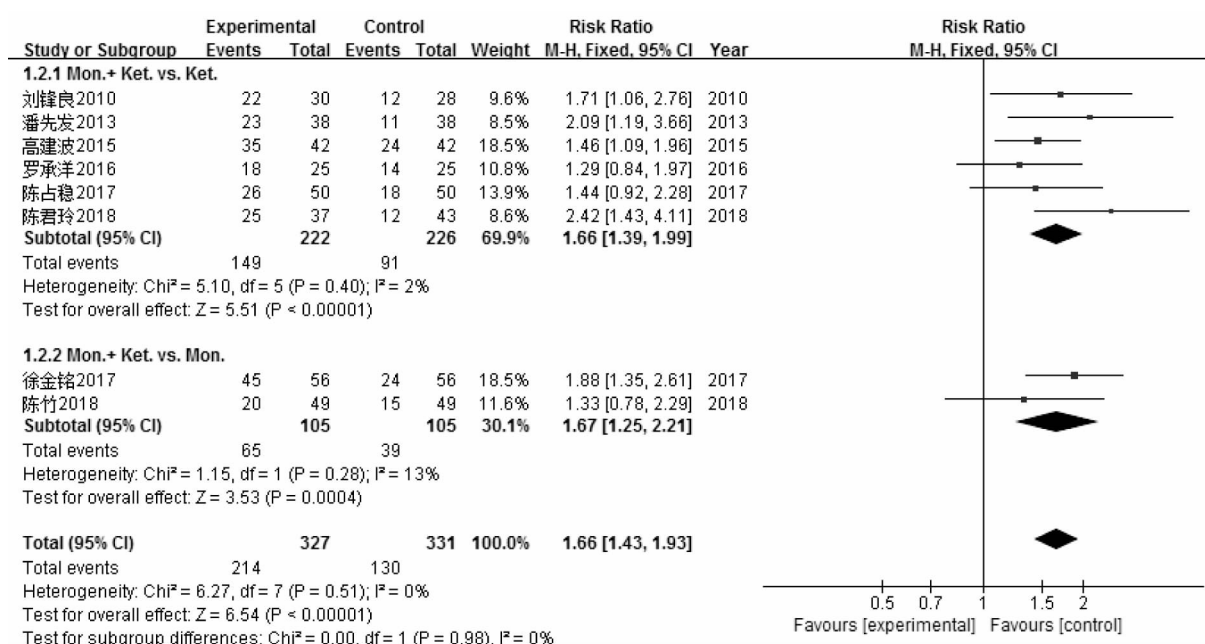 Experimental Control Risk Ratio Risk Ratio
Study or Subgroup Events Total Events Total Weight M-H, Fixed, 95% CI Year M-H, Fixed, 95% CI
1.2.1 Mon.+ Ket. vs. Ket.
刘锋良2010 22 30 12 28 9.6% 1.71 [1.06, 2.76] 2010
潘先发2013 23 38 11 38 8.5% 2.09 [1.19, 3.66] 2013
高建波2015 35 42 24 42 18.5% 1.46 [1.09, 1.96] 2015
罗承洋2016 18 25 14 25 10.8% 1.29 [0.84, 1.97] 2016
陈占稳2017 26 50 18 50 13.9% 1.44 [0.92, 2.28] 2017
陈君玲2018 25 37 12 43 8.6% 2.42 [1.43, 4.11] 2018
Subtotal (95% CI) 222 226 69.9% 1.66 [1.39, 1.99]
Total events 149 91
Heterogeneity: Chi² = 5.10, df = 5 (P = 0.40); I² = 2%
Test for overall effect: Z = 5.51 (P < 0.00001)
1.2.2 Mon.+ Ket. vs. Mon.
徐金铭2017 45 56 24 56 18.5% 1.88 [1.35, 2.61] 2017
陈竹2018 20 49 15 49 11.6% 1.33 [0.78, 2.29] 2018
Subtotal (95% CI) 105 105 30.1% 1.67 [1.25, 2.21]
Total events 65 39
Heterogeneity: Chi² = 1.15, df = 1 (P = 0.28); I² = 13%
Test for overall effect: Z = 3.53 (P = 0.0004)
Total (95% CI) 327 331 100.0% 1.66 [1.43, 1.93]
Total events 214 130
Heterogeneity: Chi² = 6.27, df = 7 (P = 0.51); I² = 0%
Test for overall effect: Z = 6.54 (P < 0.00001)
Test for subgroup differences: Chi² = 0.00, df = 1 (P = 0.98), I² = 0%
0.5 0.7 1 1.5 2
Favours [experimental] Favours [control]